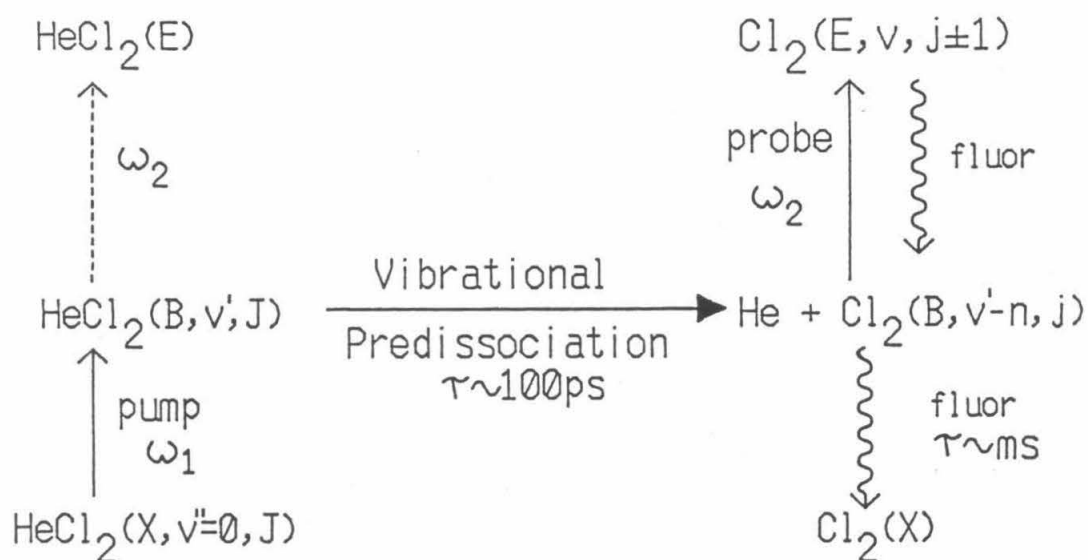 HeCl₂(E)
Cl₂(E,v,j±1)
ω₂
probe
ω₂
fluor
Vibrational
HeCl₂(B,v',J)
He + Cl₂(B,v'-n,j)
Predissociation
τ~100ps
pump
ω₁
fluor
τ~ms
HeCl₂(X,v"=0,J)
Cl₂(X)